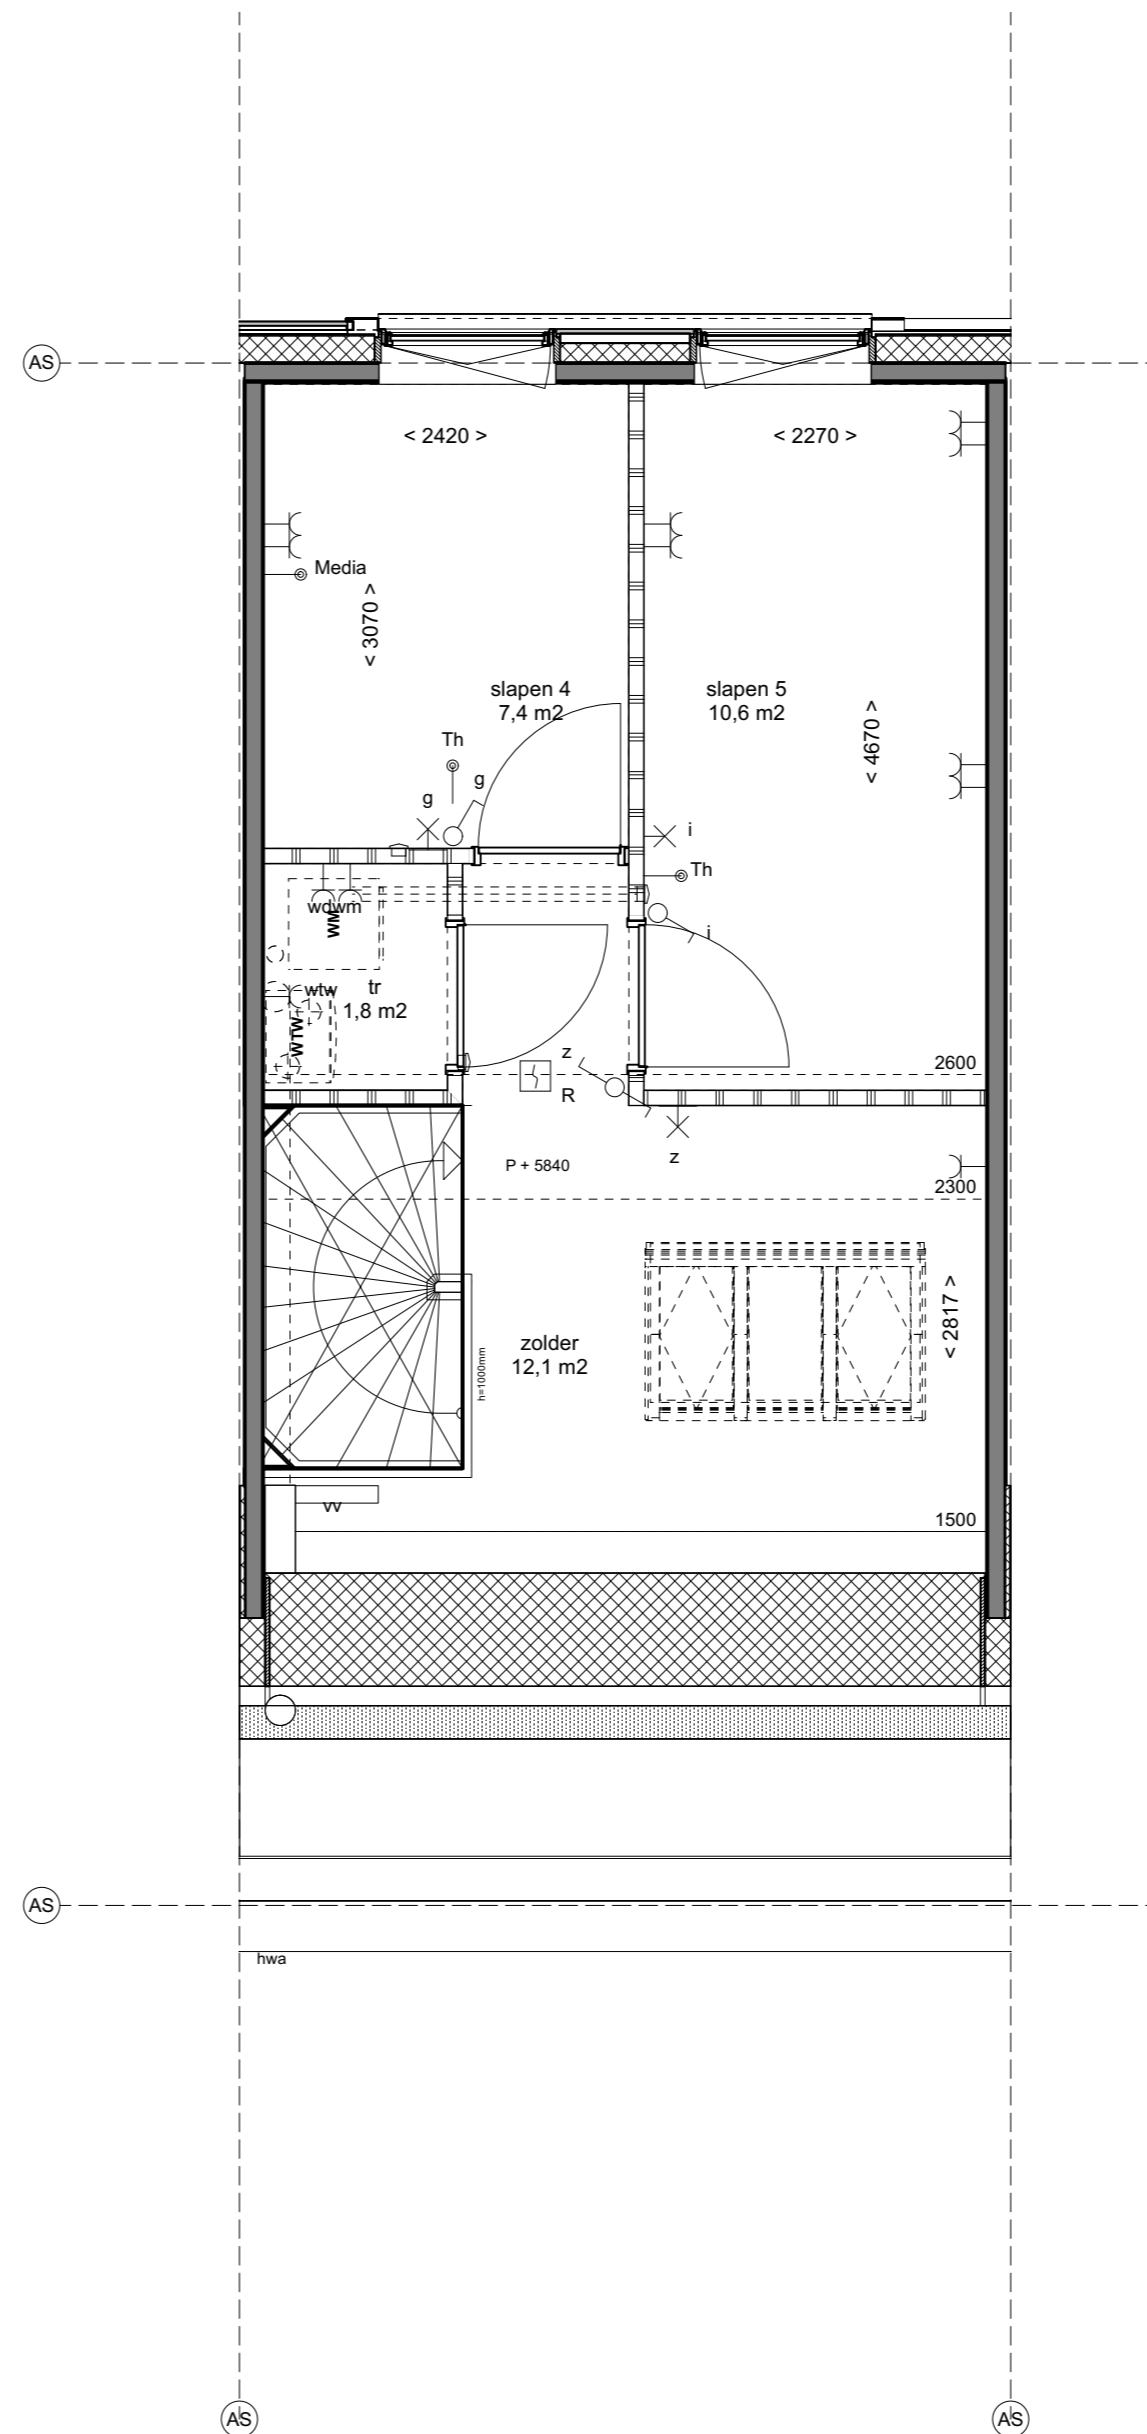 AS
< 2420 >
< 2270 >
Media
< 3070 >
slapen 4
7,4 m2
slapen 5
10,6 m2
< 4670 >
Th
g
g
i
Th
i
wdwm
WM
wtw
WTW
tr
1,8 m2
z
R
z
2600
P + 5840
2300
< 2817 >
zolder
12,1 m2
h=1000mm
vv
1500
AS
hwa
AS
AS